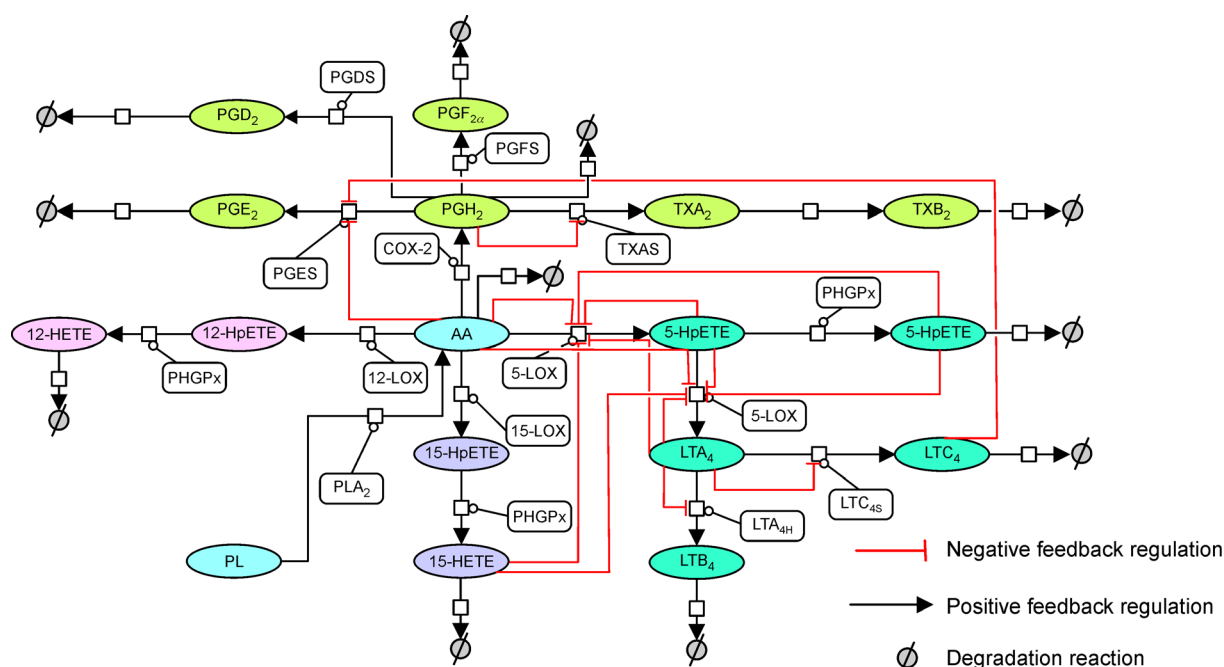 PGDS
PGD₂
PGF₂α
PGFS
PGE₂
PGH₂
TXA₂
TXB₂
PGES
COX-2
TXAS
PHGPx
12-HETE
12-HpETE
AA
5-HpETE
5-HpETE
PHGPx
12-LOX
5-LOX
15-LOX
5-LOX
15-HpETE
LTA₄
LTC₄
PLA₂
LTC₄S
PHGPx
LTA₄H
PL
15-HETE
LTB₄
Negative feedback regulation
Positive feedback regulation
Degradation reaction